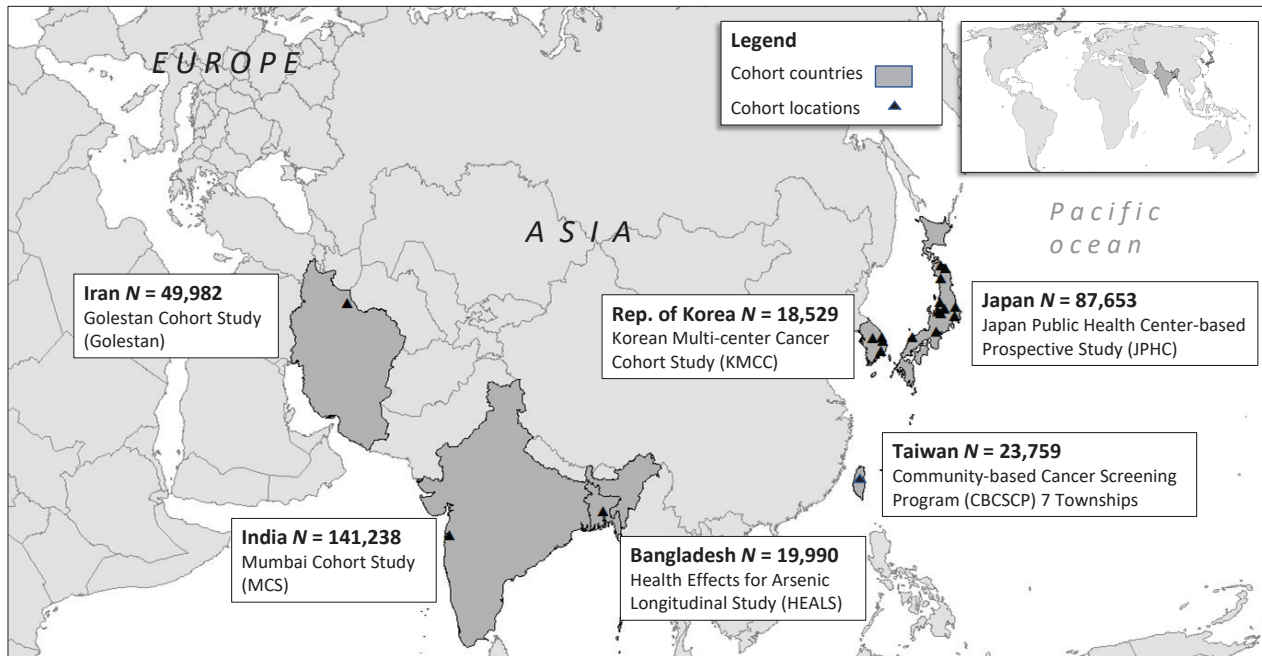 EUROPE
Legend
Cohort countries
Cohort locations
ASIA
Pacific
ocean
Iran N = 49,982
Golestan Cohort Study
(Golestan)
Rep. of Korea N = 18,529
Korean Multi-center Cancer
Cohort Study (KMCC)
Japan N = 87,653
Japan Public Health Center-based
Prospective Study (JPHC)
Taiwan N = 23,759
Community-based Cancer Screening
Program (CBCSCP) 7 Townships
India N = 141,238
Mumbai Cohort Study
(MCS)
Bangladesh N = 19,990
Health Effects for Arsenic
Longitudinal Study (HEALS)